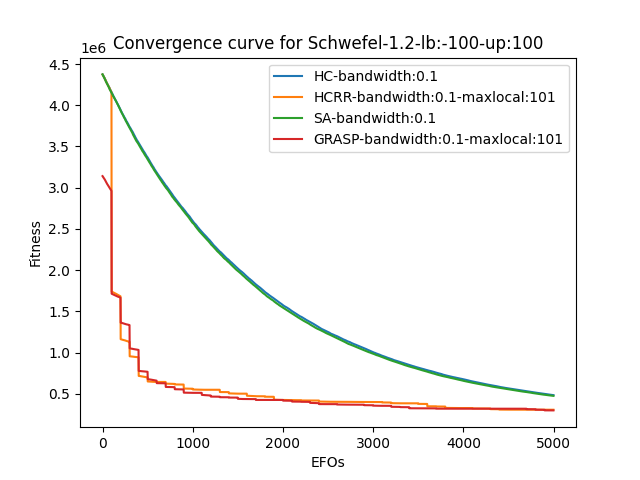 Convergence curve for Schwefel-1.2-lb:-100-up:100
1e6
HC-bandwidth:0.1
HCRR-bandwidth:0.1-maxlocal:101
SA-bandwidth:0.1
GRASP-bandwidth:0.1-maxlocal:101
Fitness
4.5
4.0
3.5
3.0
2.5
2.0
1.5
1.0
0.5
0 1000 2000 3000 4000 5000
EFOs